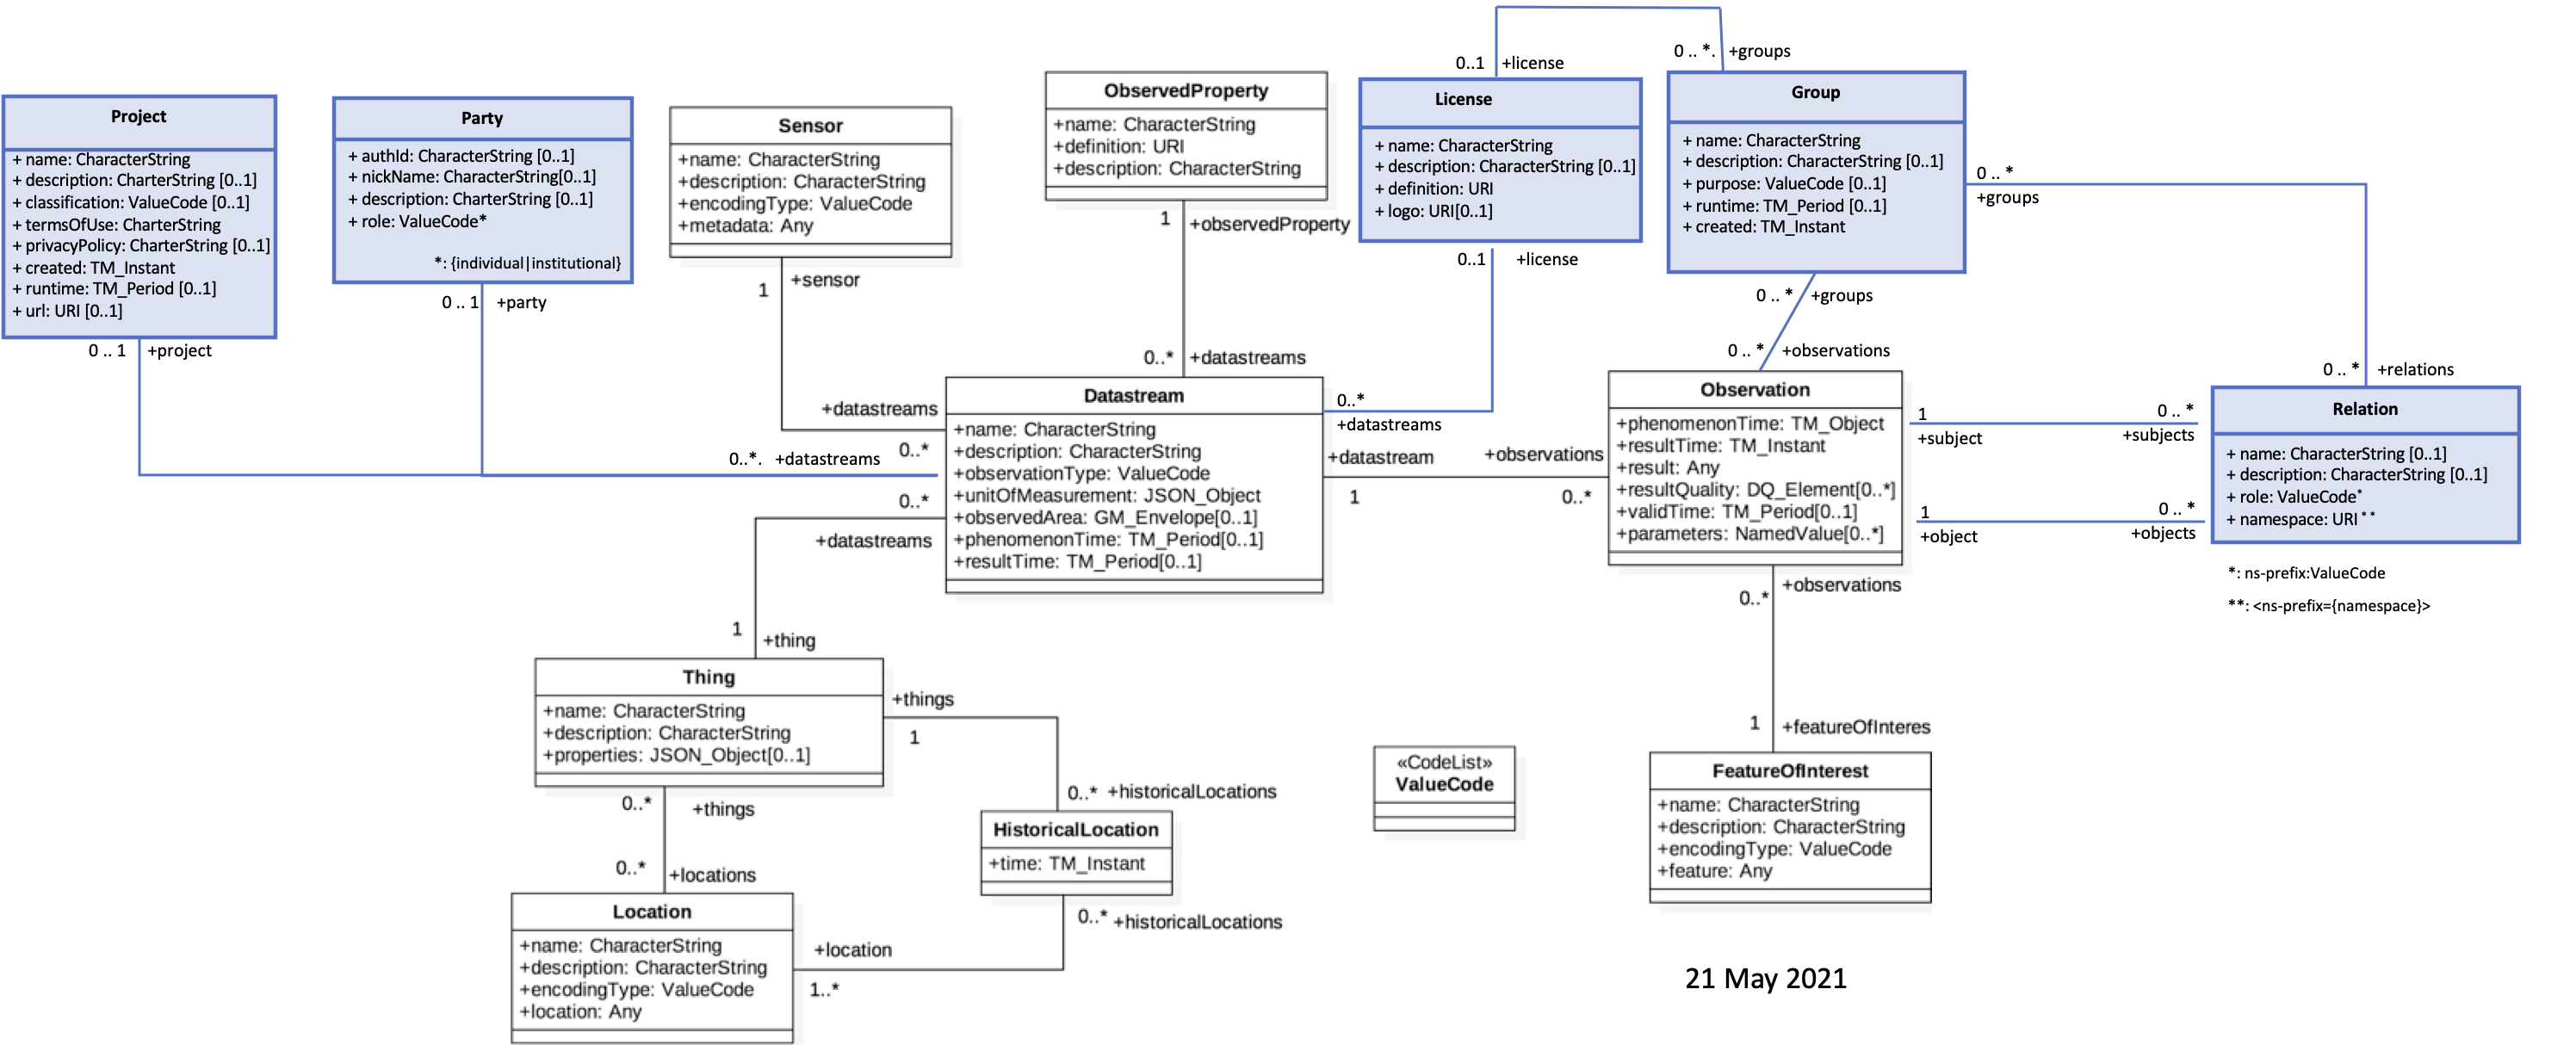 Project
+ name: CharacterString
+ description: CharterString [0..1]
+ classification: ValueCode [0..1]
+ termsOfUse: CharterString
+ privacyPolicy: CharterString [0..1]
+ created: TM_Instant
+ runtime: TM_Period [0..1]
+ url: URI [0..1]
0 .. 1 +project
Party
+ authId: CharacterString [0..1]
+ nickName: CharacterString[0..1]
+ description: CharterString [0..1]
+ role: ValueCode*
*: {individual|institutional}
0 .. 1 +party
0..*. +datastreams
Sensor
+name: CharacterString
+description: CharacterString
+encodingType: ValueCode
+metadata: Any
1 +sensor
+datastreams
0..*
ObservedProperty
+name: CharacterString
+definition: URI
+description: CharacterString
1 +observedProperty
0..* +datastreams
0..1 +license
License
+ name: CharacterString
+ description: CharacterString [0..1]
+ definition: URI
+ logo: URI[0..1]
0..1 +license
0..*
+datastreams
0 .. *. +groups
Group
+ name: CharacterString
+ description: CharacterString [0..1]
+ purpose: ValueCode [0..1]
+ runtime: TM_Period [0..1]
+ created: TM_Instant
0 .. *
+groups
0 .. * +groups
0 .. * +observations
0 .. * +relations
Datastream
+name: CharacterString
+description: CharacterString
+observationType: ValueCode
+unitOfMeasurement: JSON_Object
+observedArea: GM_Envelope[0..1]
+phenomenonTime: TM_Period[0..1]
+resultTime: TM_Period[0..1]
+datastream +observations
1 0..*
Observation
+phenomenonTime: TM_Object
+resultTime: TM_Instant
+result: Any
+resultQuality: DQ_Element[0..*]
+validTime: TM_Period[0..1]
+parameters: NamedValue[0..*]
1 0 .. *
+subject +subjects
1 0 .. *
+object +objects
Relation
+ name: CharacterString [0..1]
+ description: CharacterString [0..1]
+ role: ValueCode*
+ namespace: URI **
*: ns-prefix:ValueCode
**: <ns-prefix={namespace}>
0..*
+datastreams
1 +thing
Thing
+name: CharacterString
+description: CharacterString
+properties: JSON_Object[0..1]
+things
1
0..* +historicalLocations
HistoricalLocation
+time: TM_Instant
0..* +historicalLocations
0..* +things
0..* +locations
Location
+name: CharacterString
+description: CharacterString
+encodingType: ValueCode
+location: Any
+location
1..*
«CodeList»
ValueCode
+observations
0..*
1 +featureOfInteres
FeatureOfInterest
+name: CharacterString
+description: CharacterString
+encodingType: ValueCode
+feature: Any
21 May 2021